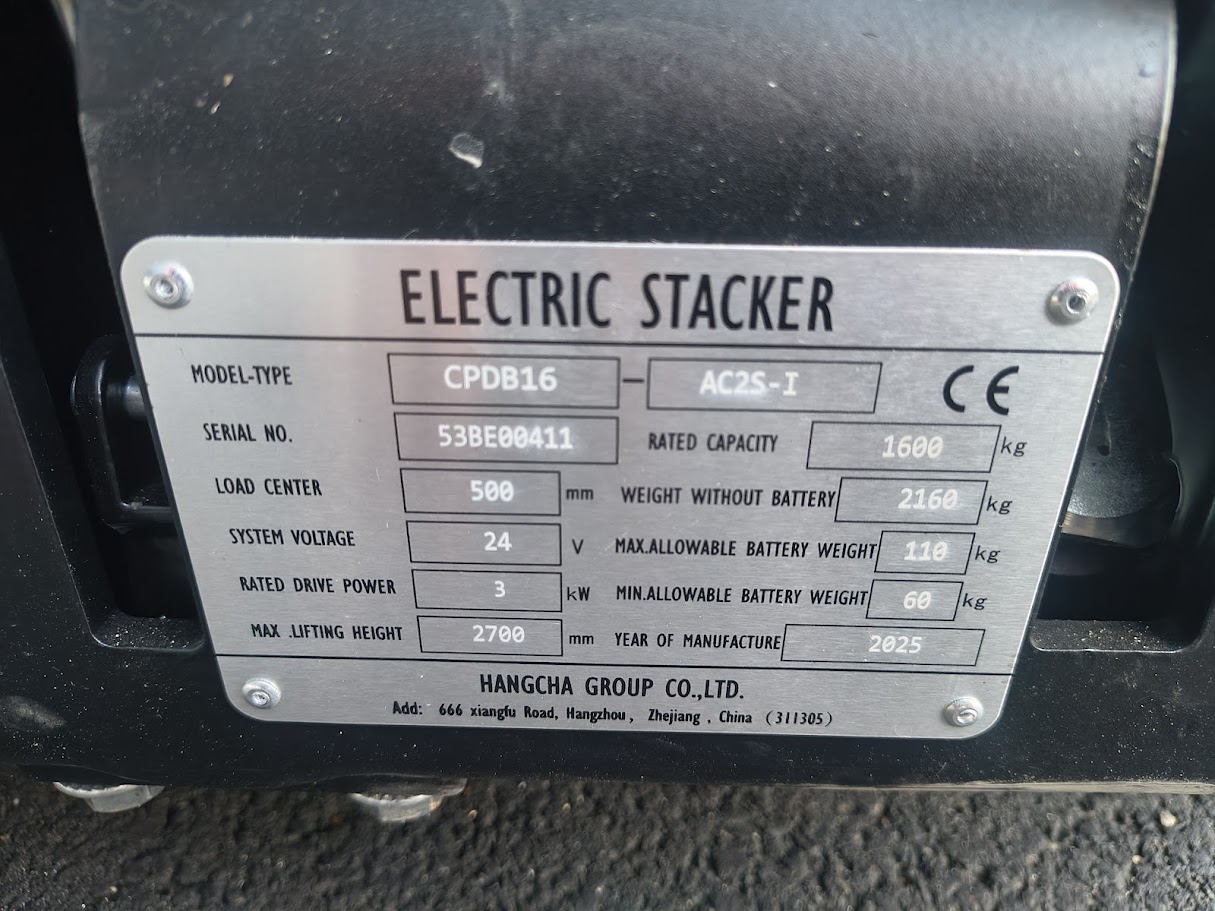 ELECTRIC STACKER
MODEL-TYPE CPDB16 — AC2S-I CE
SERIAL NO. 53BE00411 RATED CAPACITY 1600 kg
LOAD CENTER 500 mm WEIGHT WITHOUT BATTERY 2160 kg
SYSTEM VOLTAGE 24 V MAX.ALLOWABLE BATTERY WEIGHT 110 kg
RATED DRIVE POWER 3 kW MIN.ALLOWABLE BATTERY WEIGHT 60 kg
MAX .LIFTING HEIGHT 2700 mm YEAR OF MANUFACTURE 2025
HANGCHA GROUP CO.,LTD.
Add: 666 xiangfu Road, Hangzhou, Zhejiang, China (311305)